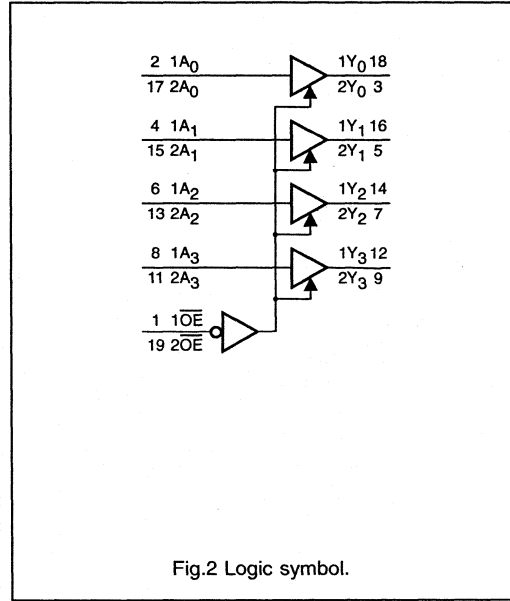 2 1A0 1Y0 18
17 2A0 2Y0 3
4 1A1 1Y1 16
15 2A1 2Y1 5
6 1A2 1Y2 14
13 2A2 2Y2 7
8 1A3 1Y3 12
11 2A3 2Y3 9
1 1O̅E̅
19 2O̅E̅
Fig.2 Logic symbol.